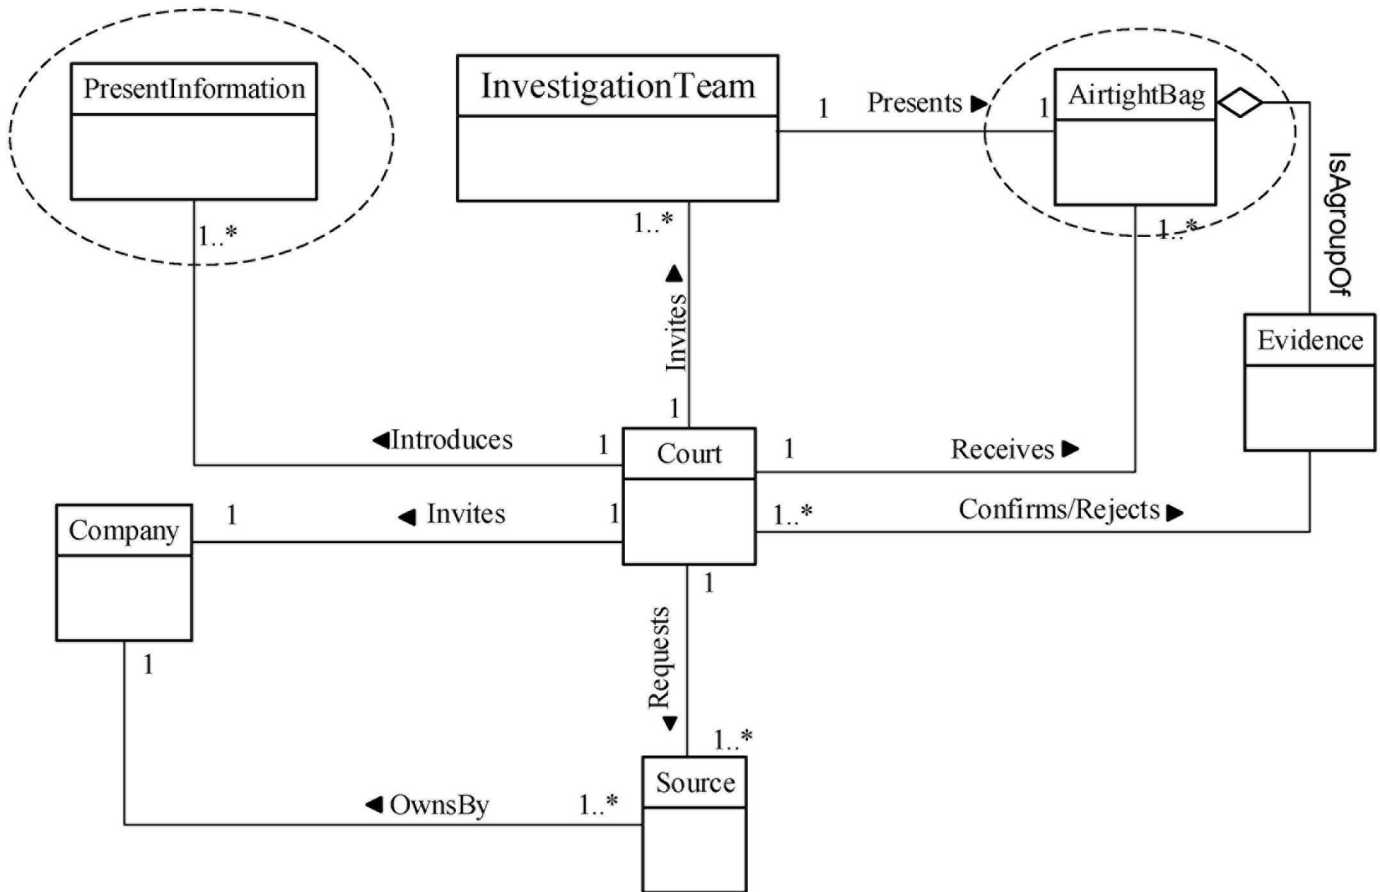 PresentInformation
InvestigationTeam
AirtightBag
1
Presents
1
1..*
1..*
1..*
IsAgroupOf
Invites
Evidence
1
Introduces
1
Court
1
Receives
Company
1
Invites
1
1..*
Confirms/Rejects
1
1
Requests
1..*
Source
OwnsBy
1..*